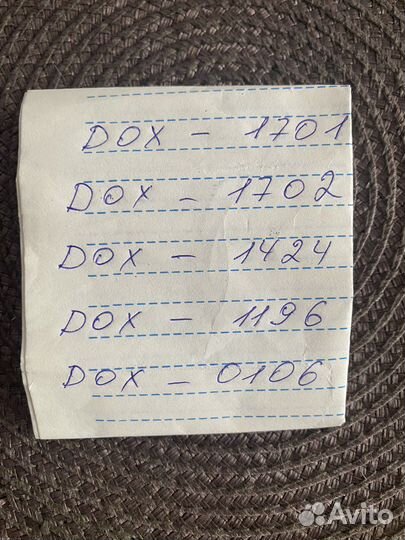 DOX - 1701
DOX - 1702
DOX - 1424
DOX - 1196
DOX - 0106
Avito